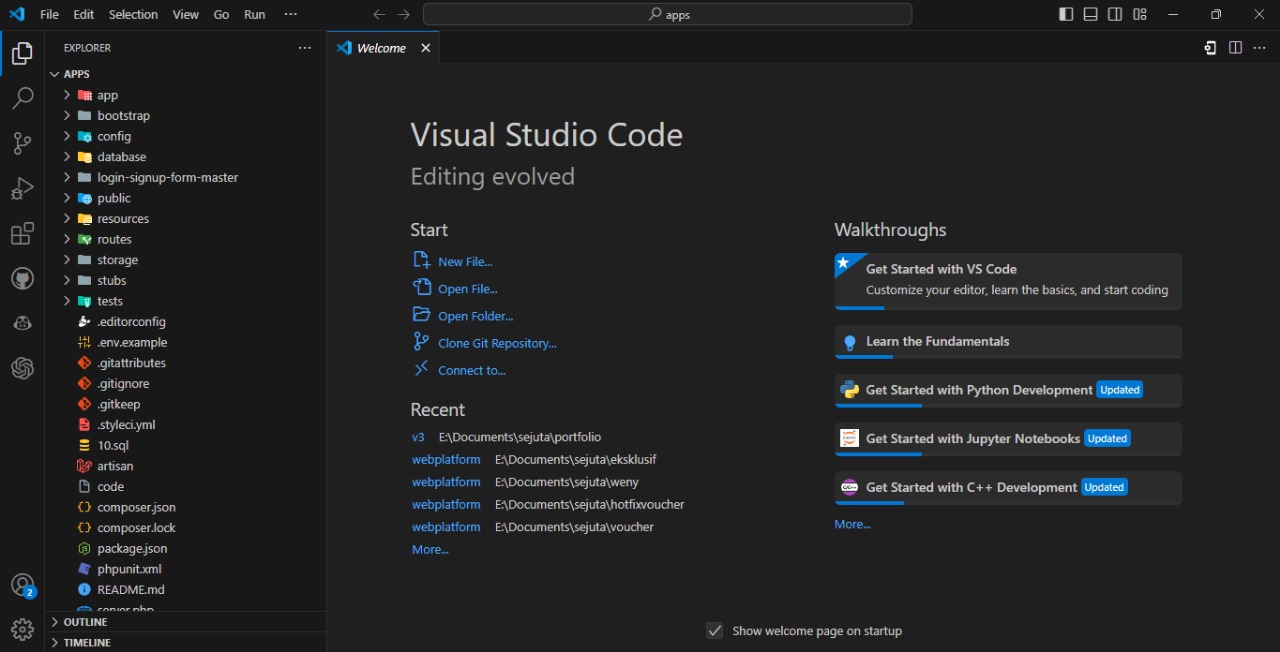 File Edit Selection View Go Run ...
apps
EXPLORER
Welcome
APPS
app
bootstrap
config
database
login-signup-form-master
public
resources
routes
storage
stubs
tests
.editorconfig
.env.example
.gitattributes
.gitignore
.gitkeep
.styleci.yml
10.sql
artisan
code
composer.json
composer.lock
package.json
phpunit.xml
README.md
server.php
OUTLINE
TIMELINE
2
Visual Studio Code
Editing evolved
Start
New File...
Open File...
Open Folder...
Clone Git Repository...
Connect to...
Recent
v3 E:\Documents\sejuta\portfolio
webplatform E:\Documents\sejuta\eksklusif
webplatform E:\Documents\sejuta\weny
webplatform E:\Documents\sejuta\hotfixvoucher
webplatform E:\Documents\sejuta\voucher
More...
Walkthroughs
Get Started with VS Code
Customize your editor, learn the basics, and start coding
Learn the Fundamentals
Get Started with Python Development Updated
Get Started with Jupyter Notebooks Updated
Get Started with C++ Development Updated
More...
Show welcome page on startup